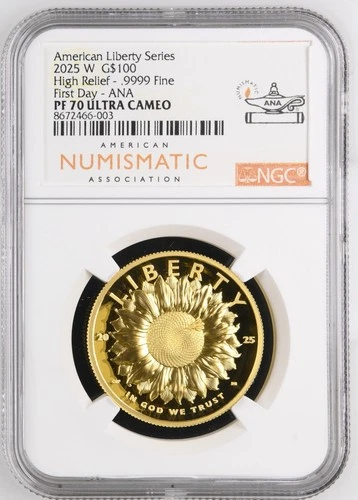 American Liberty Series
2025 W G$100
High Relief - .9999 Fine
First Day - ANA
PF 70 ULTRA CAMEO
8672466-003
NUMISMATIC
ANA
AMERICAN
NUMISMATIC
ASSOCIATION
NGC®
LIBERTY
20 25
IN GOD WE TRUST